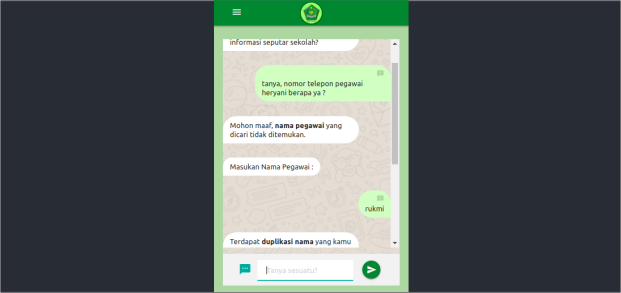 informasi seputar sekolah?
tanya, nomor telepon pegawai
heryani berapa ya ?
Mohon maaf, nama pegawai yang
dicari tidak ditemukan.
Masukan Nama Pegawai :
rukmi
Terdapat duplikasi nama yang kamu
Tanya sesuatu?